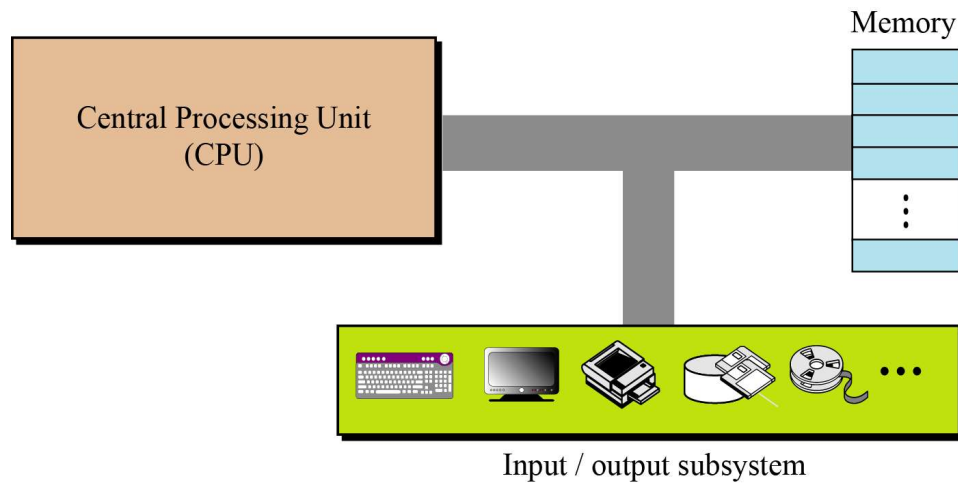 Memory
Central Processing Unit
(CPU)
Input / output subsystem